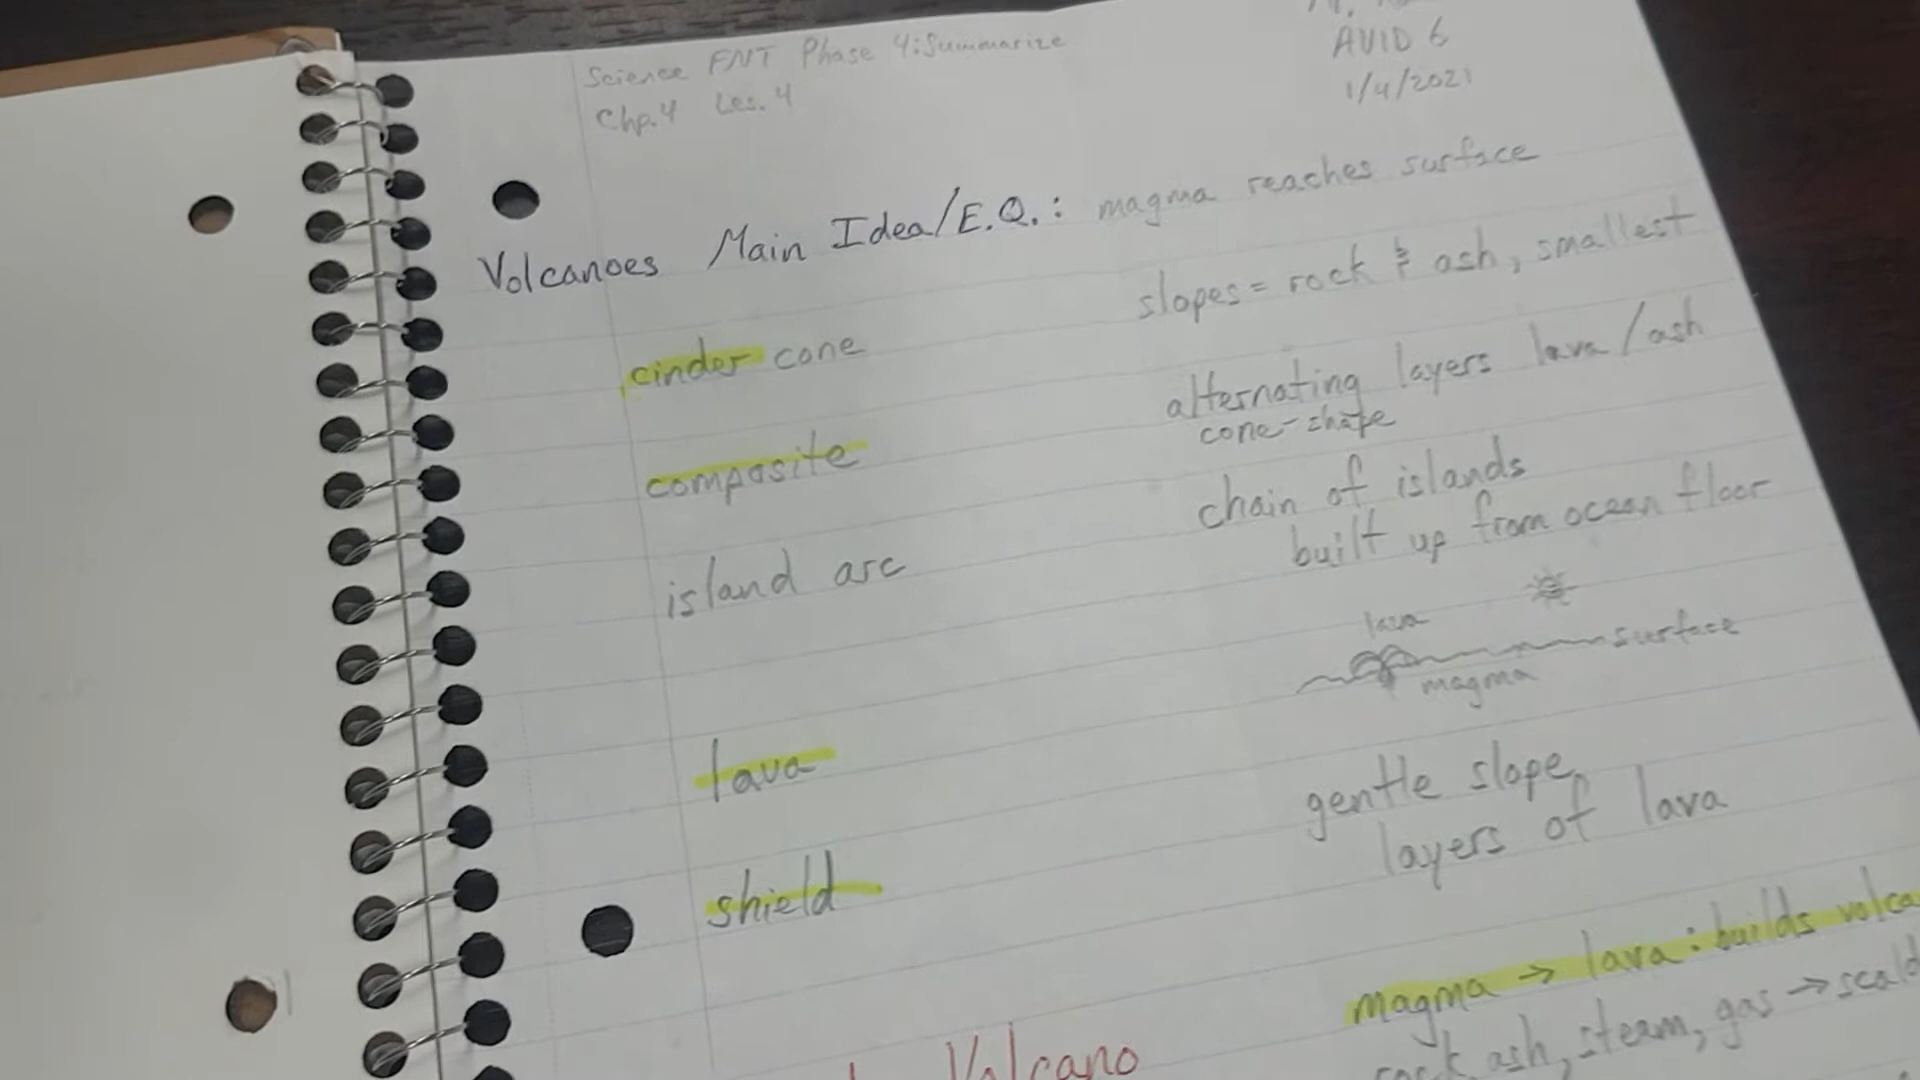 Science FNT Phase 4: Summarize
Chp. 4 Les. 4
AVID 6
1/4/2021
Volcanoes Main Idea/E.Q.: magma reaches surface
cinder cone
slopes = rock & ash, smallest
composite
alternating layers lava/ash
cone-shape
island arc
chain of islands
built up from ocean floor
lava
lava
surface
magma
shield
gentle slope,
layers of lava
magma → lava : builds volca
rock, ash, steam, gas → scald
Volcano